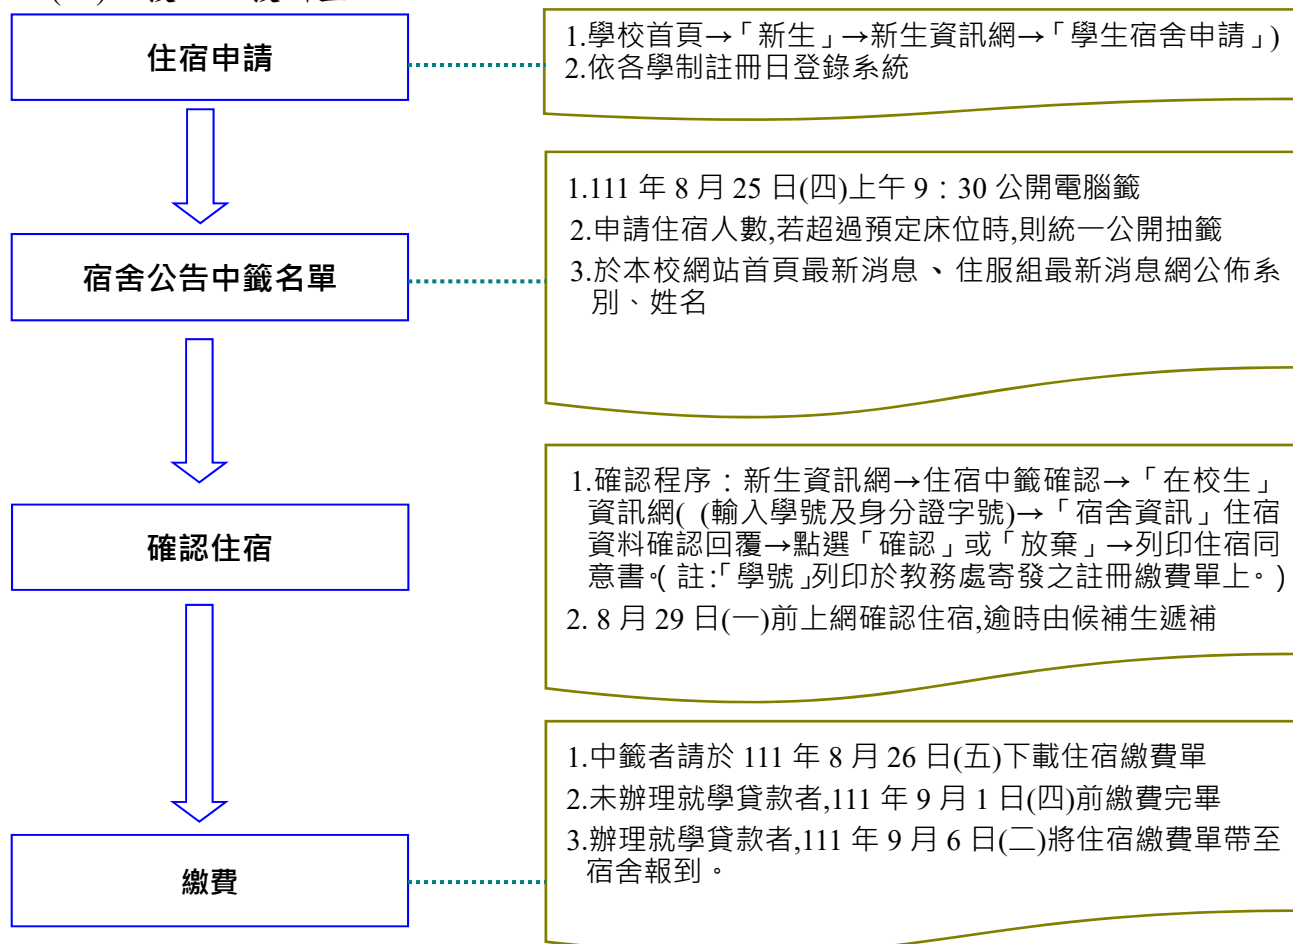 住宿申請
1.學校首頁→「新生」→新生資訊網→「學生宿舍申請」)
2.依各學制註冊日登錄系統
宿舍公告中籤名單
1.111 年 8 月 25 日(四)上午 9：30 公開電腦籤
2.申請住宿人數,若超過預定床位時,則統一公開抽籤
3.於本校網站首頁最新消息、住服組最新消息網公佈系
別、姓名
確認住宿
1.確認程序：新生資訊網→住宿中籤確認→「在校生」
資訊網( (輸入學號及身分證字號)→「宿舍資訊」住宿
資料確認回覆→點選「確認」或「放棄」→列印住宿同
意書。( 註:「學號」列印於教務處寄發之註冊繳費單上。)
2. 8 月 29 日(一)前上網確認住宿,逾時由候補生遞補
繳費
1.中籤者請於 111 年 8 月 26 日(五)下載住宿繳費單
2.未辦理就學貸款者,111 年 9 月 1 日(四)前繳費完畢
3.辦理就學貸款者,111 年 9 月 6 日(二)將住宿繳費單帶至
宿舍報到。